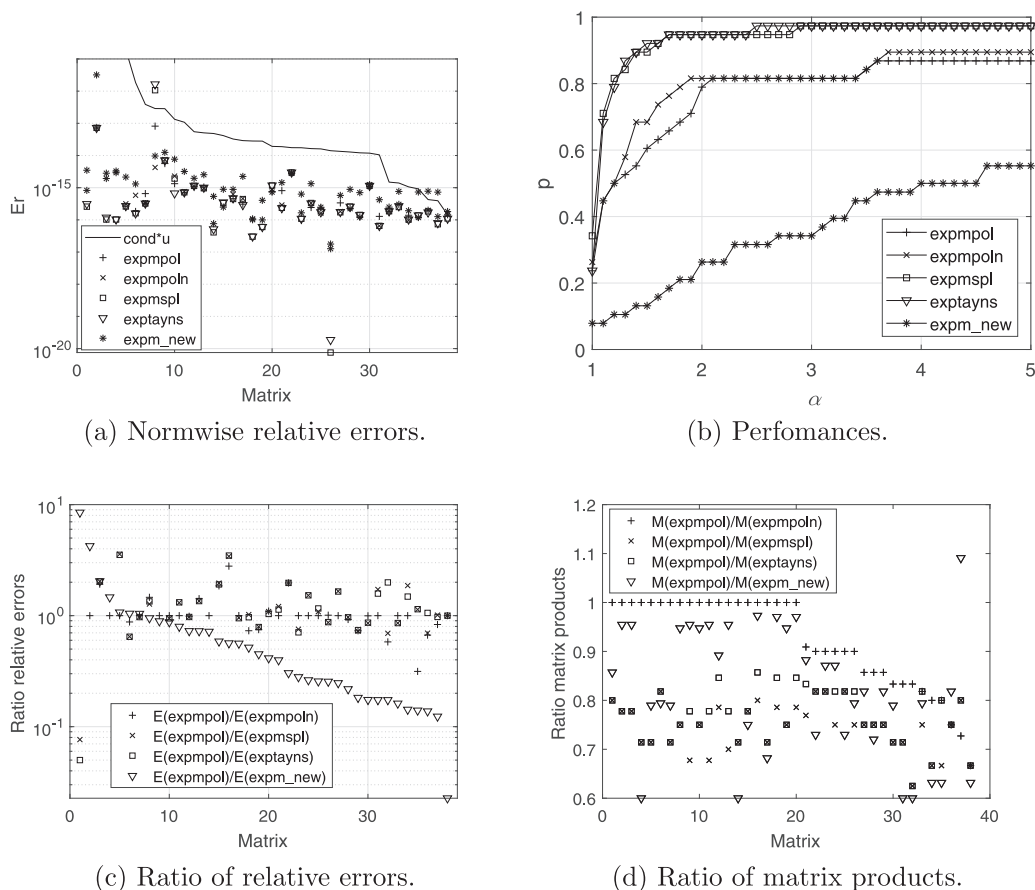 Er
10^-15
10^-20
cond*u
expmpol
expmpoln
expmspl
exptayns
expm_new
10
20
30
Matrix
(a) Normwise relative errors.
p
1
0.8
0.6
0.4
0.2
0
expmpol
expmpoln
expmspl
exptayns
expm_new
1
2
3
4
5
α
(b) Perfomances.
Ratio relative errors
10^1
10^0
10^-1
E(expmpol)/E(expmpoln)
E(expmpol)/E(expmspl)
E(expmpol)/E(exptayns)
E(expmpol)/E(expm_new)
0
10
20
30
Matrix
(c) Ratio of relative errors.
Ratio matrix products
1.2
1.1
1
0.9
0.8
0.7
0.6
M(expmpol)/M(expmpoln)
M(expmpol)/M(expmspl)
M(expmpol)/M(exptayns)
M(expmpol)/M(expm_new)
0
10
20
30
40
Matrix
(d) Ratio of matrix products.